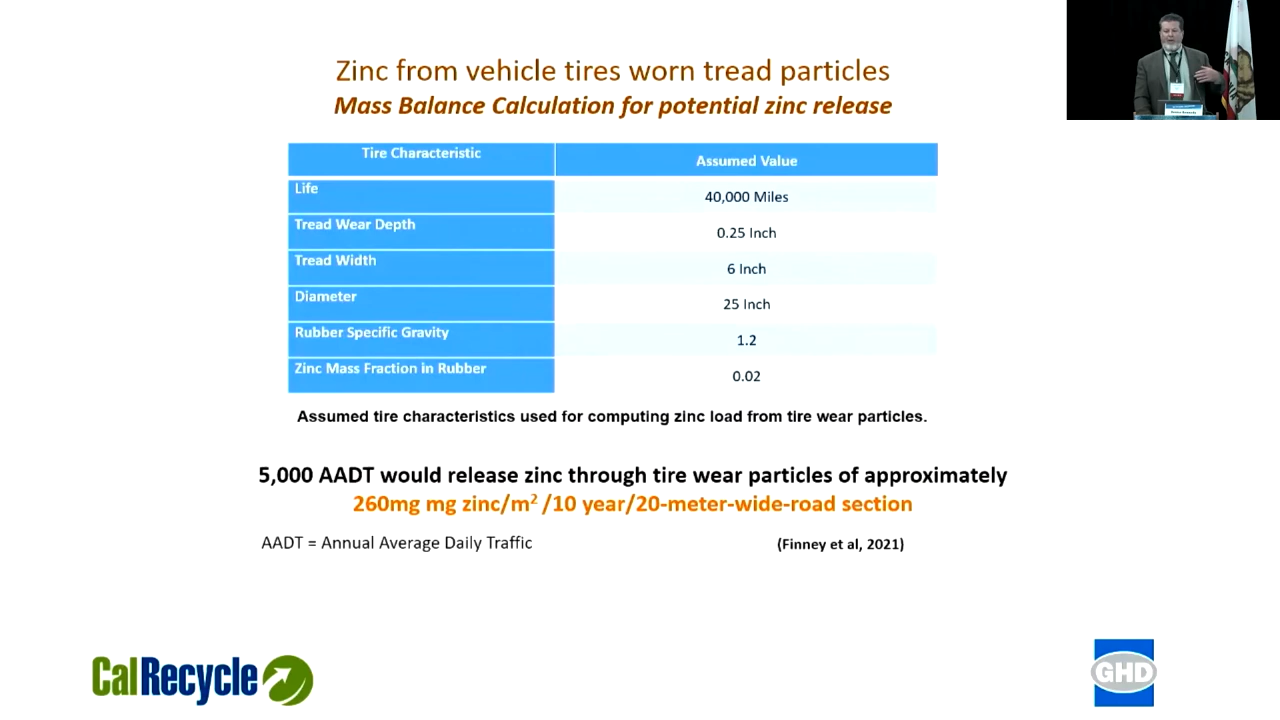 Zinc from vehicle tires worn tread particles
Mass Balance Calculation for potential zinc release
Tire Characteristic
Assumed Value
Life
40,000 Miles
Tread Wear Depth
0.25 Inch
Tread Width
6 Inch
Diameter
25 Inch
Rubber Specific Gravity
1.2
Zinc Mass Fraction in Rubber
0.02
Assumed tire characteristics used for computing zinc load from tire wear particles.
5,000 AADT would release zinc through tire wear particles of approximately
260mg mg zinc/m² /10 year/20-meter-wide-road section
AADT = Annual Average Daily Traffic
(Finney et al, 2021)
CalRecycle
GHD